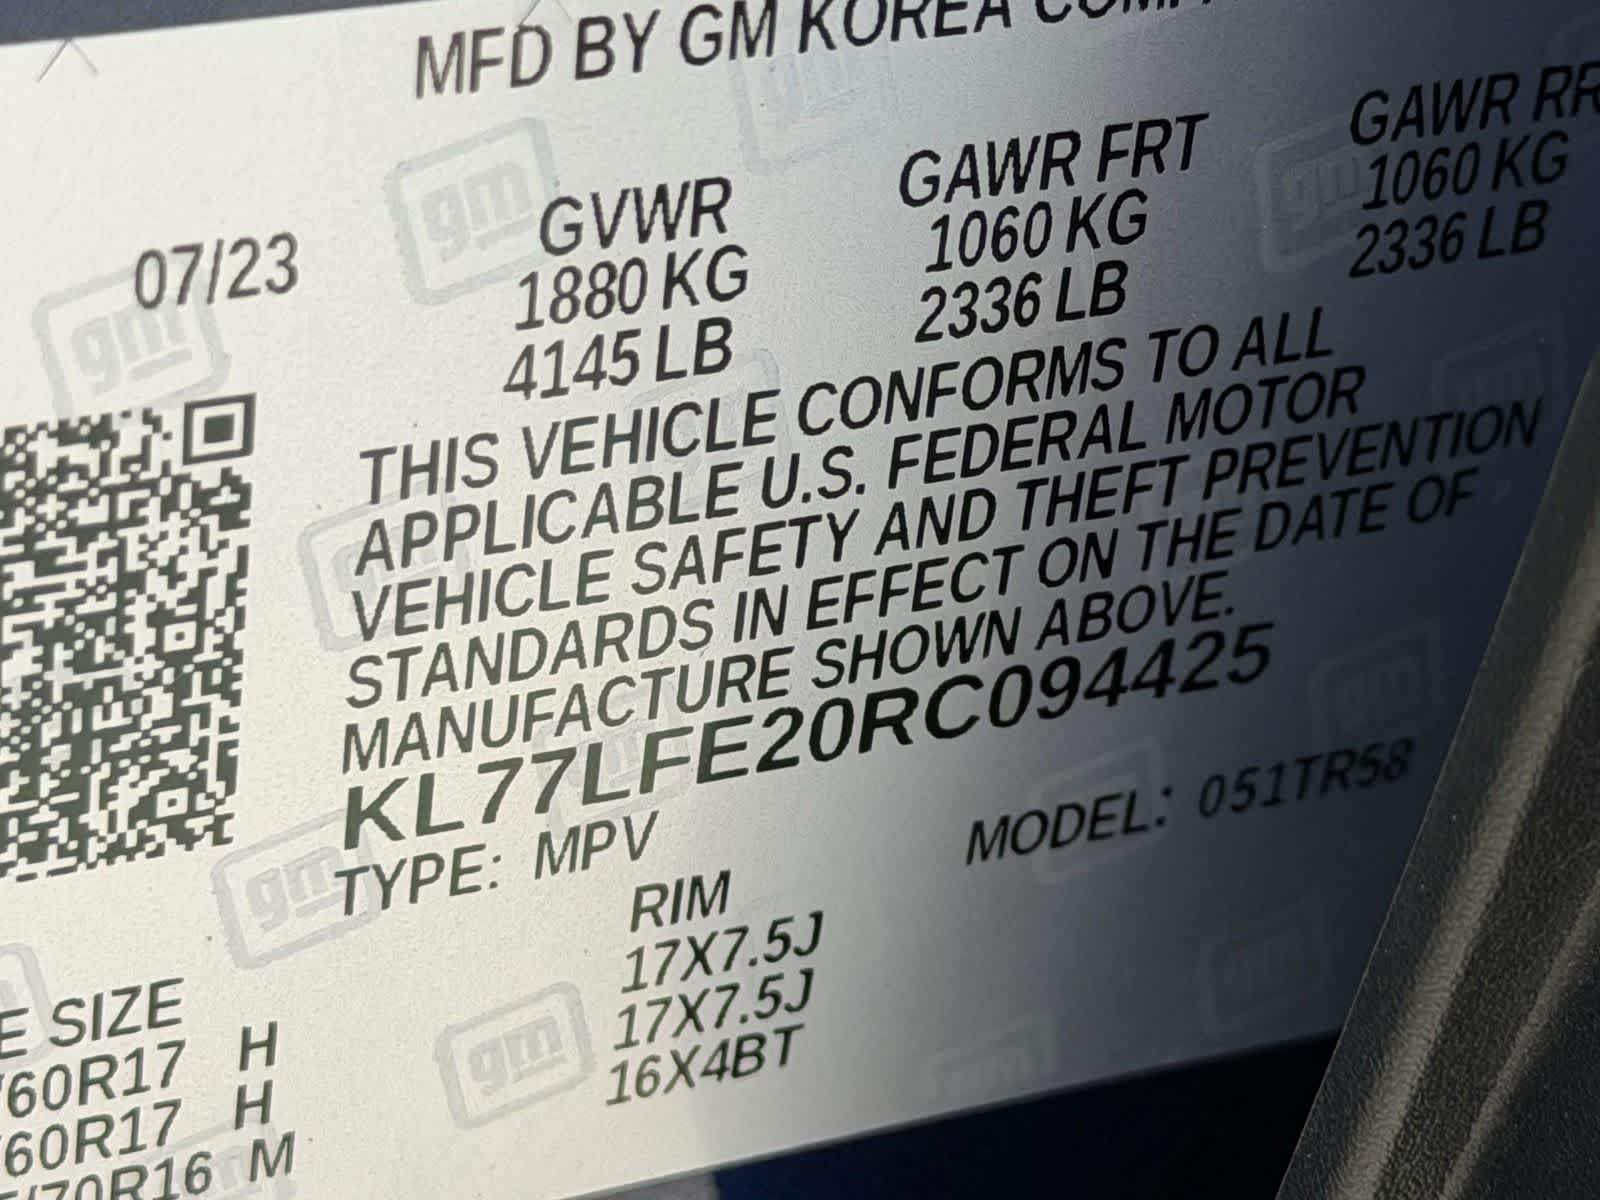 MFD BY GM KOREA
GVWR GAWR FRT GAWR RR
07/23 1880 KG 1060 KG 1060 KG
4145 LB 2336 LB 2336 LB
THIS VEHICLE CONFORMS TO ALL
APPLICABLE U.S. FEDERAL MOTOR
VEHICLE SAFETY AND THEFT PREVENTION
STANDARDS IN EFFECT ON THE DATE OF
MANUFACTURE SHOWN ABOVE.
KL77LFE20RC094425
TYPE: MPV MODEL: 051TR58
E SIZE RIM
/60R17 H 17X7.5J
/60R17 H 17X7.5J
/70R16 M 16X4BT
gm